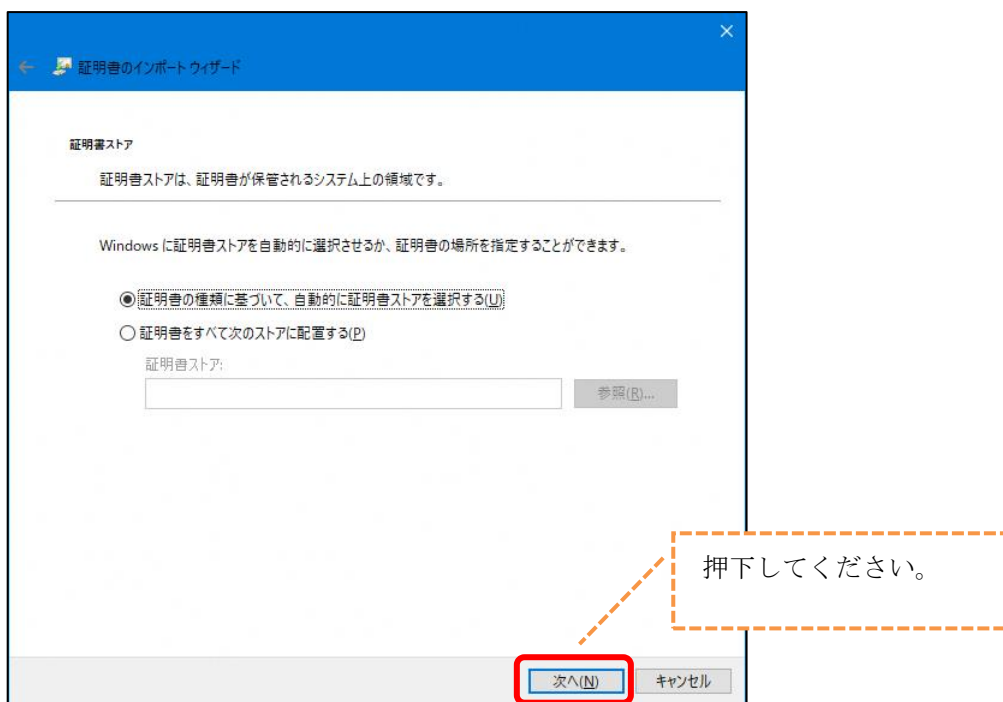 証明書のインポート ウィザード
証明書ストア
証明書ストアは、証明書が保管されるシステム上の領域です。
Windows に証明書ストアを自動的に選択させるか、証明書の場所を指定することができます。
証明書の種類に基づいて、自動的に証明書ストアを選択する(U)
証明書をすべて次のストアに配置する(P)
証明書ストア:
参照(R)...
押下してください。
次へ(N)
キャンセル